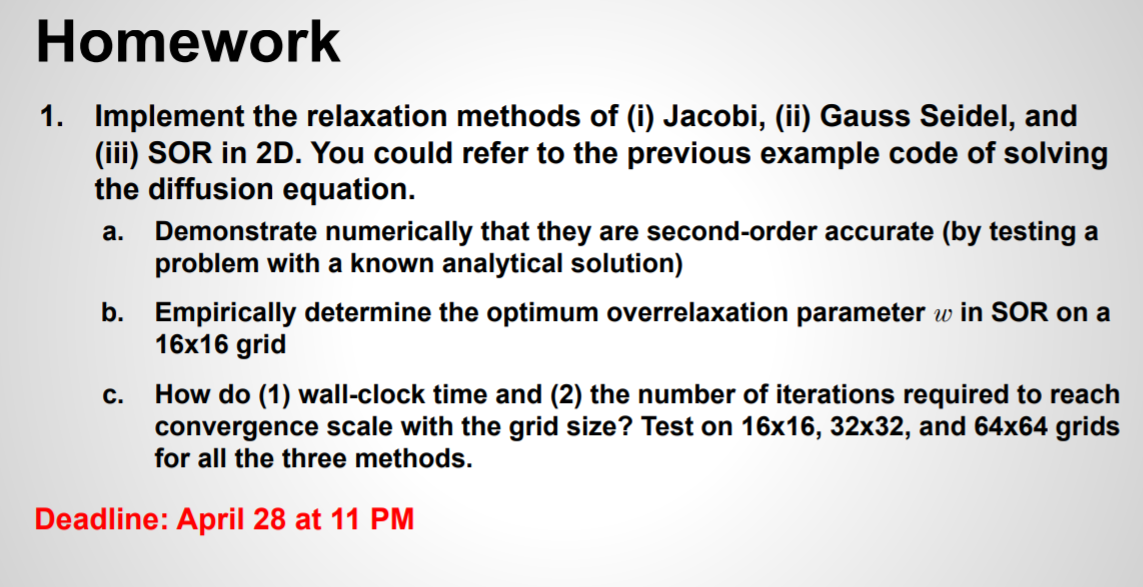 Homework
1. Implement the relaxation methods of (i) Jacobi, (ii) Gauss Seidel, and
(iii) SOR in 2D. You could refer to the previous example code of solving
the diffusion equation.
a. Demonstrate numerically that they are second-order accurate (by testing a
problem with a known analytical solution)
b. Empirically determine the optimum overrelaxation parameter w in SOR on a
16x16 grid
c. How do (1) wall-clock time and (2) the number of iterations required to reach
convergence scale with the grid size? Test on 16x16, 32x32, and 64x64 grids
for all the three methods.
Deadline: April 28 at 11 PM